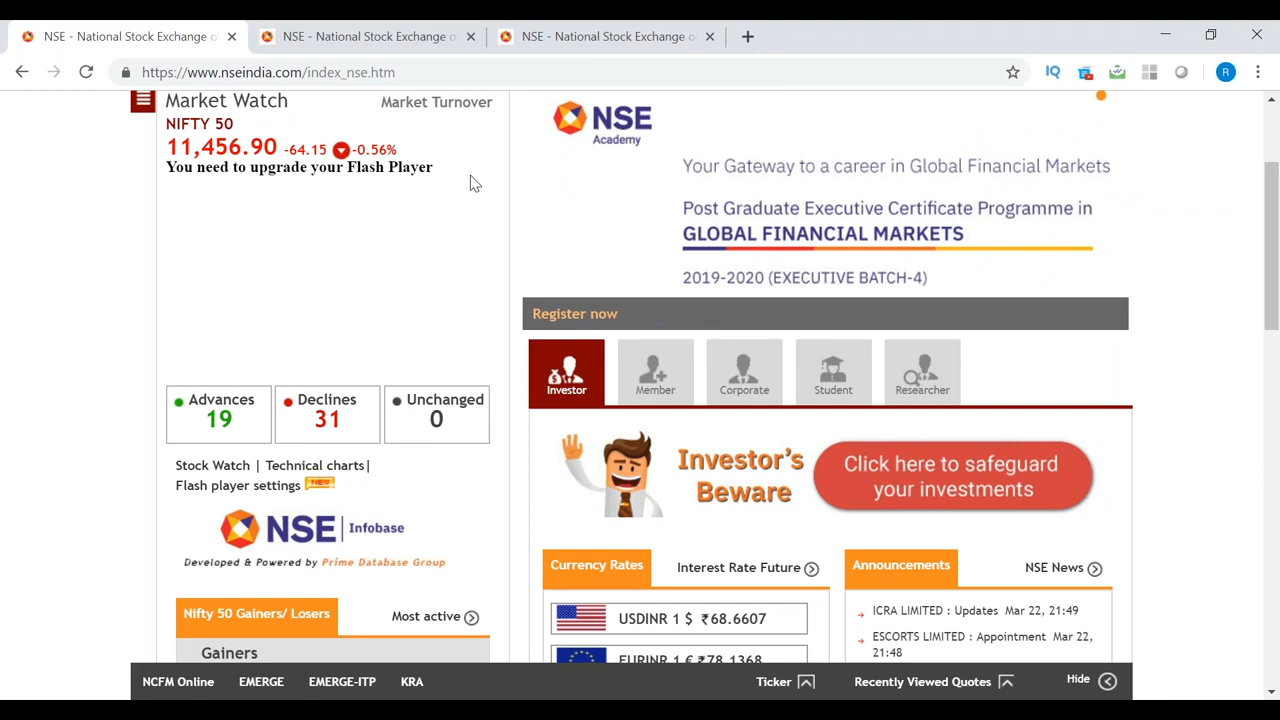 NSE - National Stock Exchange o
NSE - National Stock Exchange o
NSE - National Stock Exchange o
https://www.nseindia.com/index_nse.htm
IQ
R
Market Watch
Market Turnover
NIFTY 50
11,456.90 -64.15 -0.56%
You need to upgrade your Flash Player
Advances
19
Declines
31
Unchanged
0
Stock Watch | Technical charts|
Flash player settings NEW
NSE | Infobase
Developed & Powered by Prime Database Group
Nifty 50 Gainers/ Losers
Most active
Gainers
NSE
Academy
Your Gateway to a career in Global Financial Markets
Post Graduate Executive Certificate Programme in
GLOBAL FINANCIAL MARKETS
2019-2020 (EXECUTIVE BATCH-4)
Register now
Investor
Member
Corporate
Student
Researcher
Investor's
Beware
Click here to safeguard
your investments
Currency Rates
Interest Rate Future
USDINR 1 $ ₹68.6607
EURINR 1 € ₹78.1368
Announcements
NSE News
ICRA LIMITED : Updates Mar 22, 21:49
ESCORTS LIMITED : Appointment Mar 22,
21:48
NCFM Online
EMERGE
EMERGE-ITP
KRA
Ticker
Recently Viewed Quotes
Hide